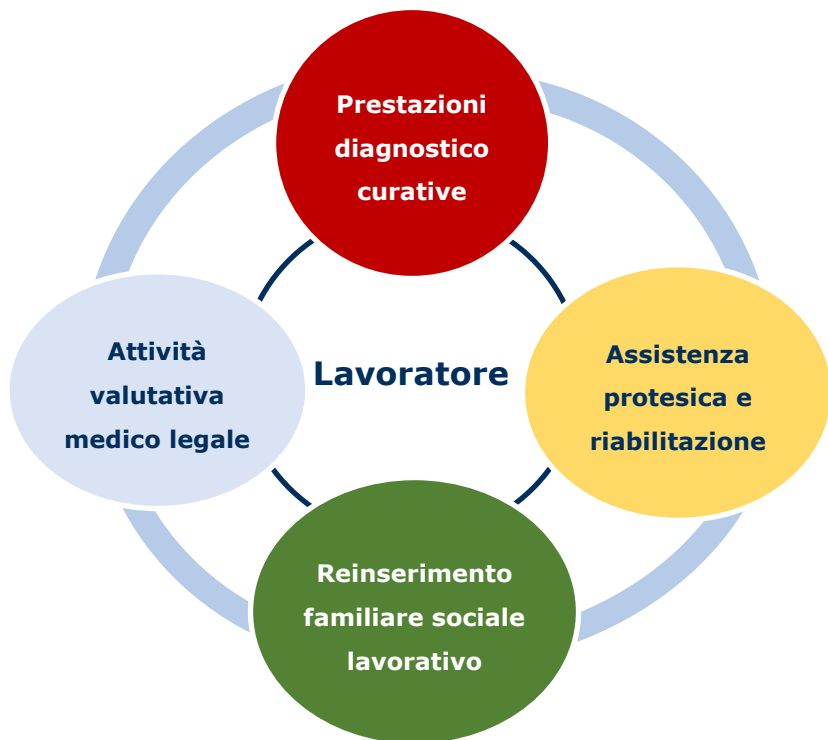 Prestazioni
diagnostico
curative
Attività
valutativa
medico legale
Lavoratore
Assistenza
protesica e
riabilitazione
Reinserimento
familiare sociale
lavorativo